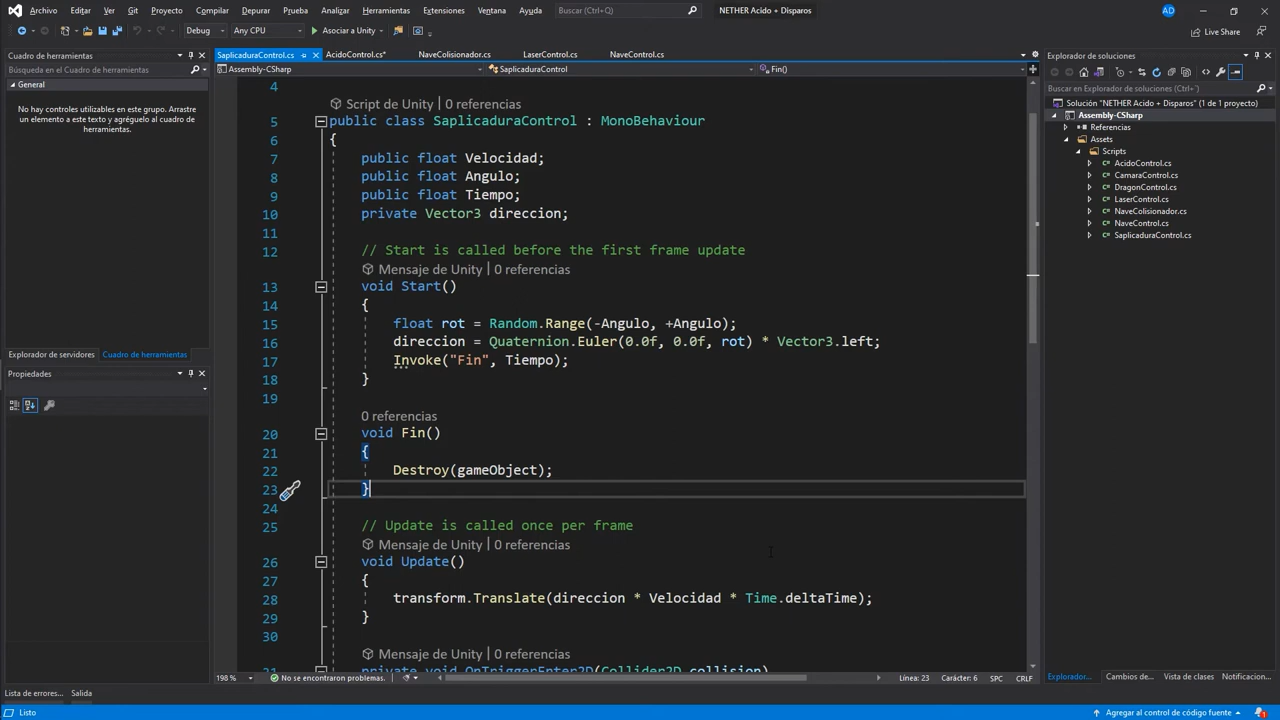 Archivo Editar Ver Git Proyecto Compilar Depurar Prueba Analizar Herramientas Extensiones Ventana Ayuda Buscar (Ctrl+Q) NETHER Acido + Disparos AD
Debug Any CPU Asociar a Unity Live Share
Cuadro de herramientas
Búsqueda en el Cuadro de herramientas
General
No hay controles utilizables en este grupo. Arrastre
un elemento a este texto y agréguelo al cuadro de
herramientas.
Explorador de servidores Cuadro de herramientas
Propiedades
SaplicaduraControl.cs AcidoControl.cs* NaveColisionador.cs LaserControl.cs NaveControl.cs
Assembly-CSharp SaplicaduraControl Fin()
4
Script de Unity | 0 referencias
5 public class SaplicaduraControl : MonoBehaviour
6 {
7 public float Velocidad;
8 public float Angulo;
9 public float Tiempo;
10 private Vector3 direccion;
11
12 // Start is called before the first frame update
Mensaje de Unity | 0 referencias
13 void Start()
14 {
15 float rot = Random.Range(-Angulo, +Angulo);
16 direccion = Quaternion.Euler(0.0f, 0.0f, rot) * Vector3.left;
17 Invoke("Fin", Tiempo);
18 }
19
0 referencias
20 void Fin()
21 {
22 Destroy(gameObject);
23 }
24
25 // Update is called once per frame
Mensaje de Unity | 0 referencias
26 void Update()
27 {
28 transform.Translate(direccion * Velocidad * Time.deltaTime);
29 }
30
Mensaje de Unity | 0 referencias
31 private void OnTriggerEnter2D(Collider2D collision)
198 % No se encontraron problemas. Línea: 23 Carácter: 6 SPC CRLF
Explorador de soluciones
Buscar en Explorador de soluciones (Ctrl+')
Solución "NETHER Acido + Disparos" (1 de 1 proyecto)
Assembly-CSharp
Referencias
Assets
Scripts
AcidoControl.cs
CamaraControl.cs
DragonControl.cs
LaserControl.cs
NaveColisionador.cs
NaveControl.cs
SaplicaduraControl.cs
Explorador... Cambios de... Vista de clases Notificacion...
Lista de errores... Salida
Listo Agregar al control de código fuente 1